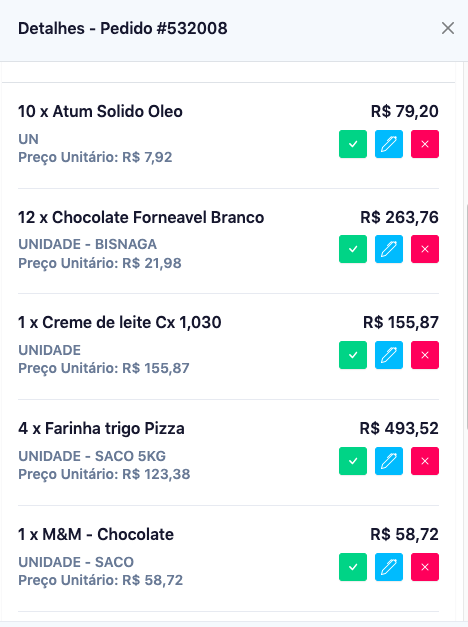 Detalhes - Pedido #532008
10 x Atum Solido Oleo R$ 79,20
UN
Preço Unitário: R$ 7,92
12 x Chocolate Forneavel Branco R$ 263,76
UNIDADE - BISNAGA
Preço Unitário: R$ 21,98
1 x Creme de leite Cx 1,030 R$ 155,87
UNIDADE
Preço Unitário: R$ 155,87
4 x Farinha trigo Pizza R$ 493,52
UNIDADE - SACO 5KG
Preço Unitário: R$ 123,38
1 x M&M - Chocolate R$ 58,72
UNIDADE - SACO
Preço Unitário: R$ 58,72